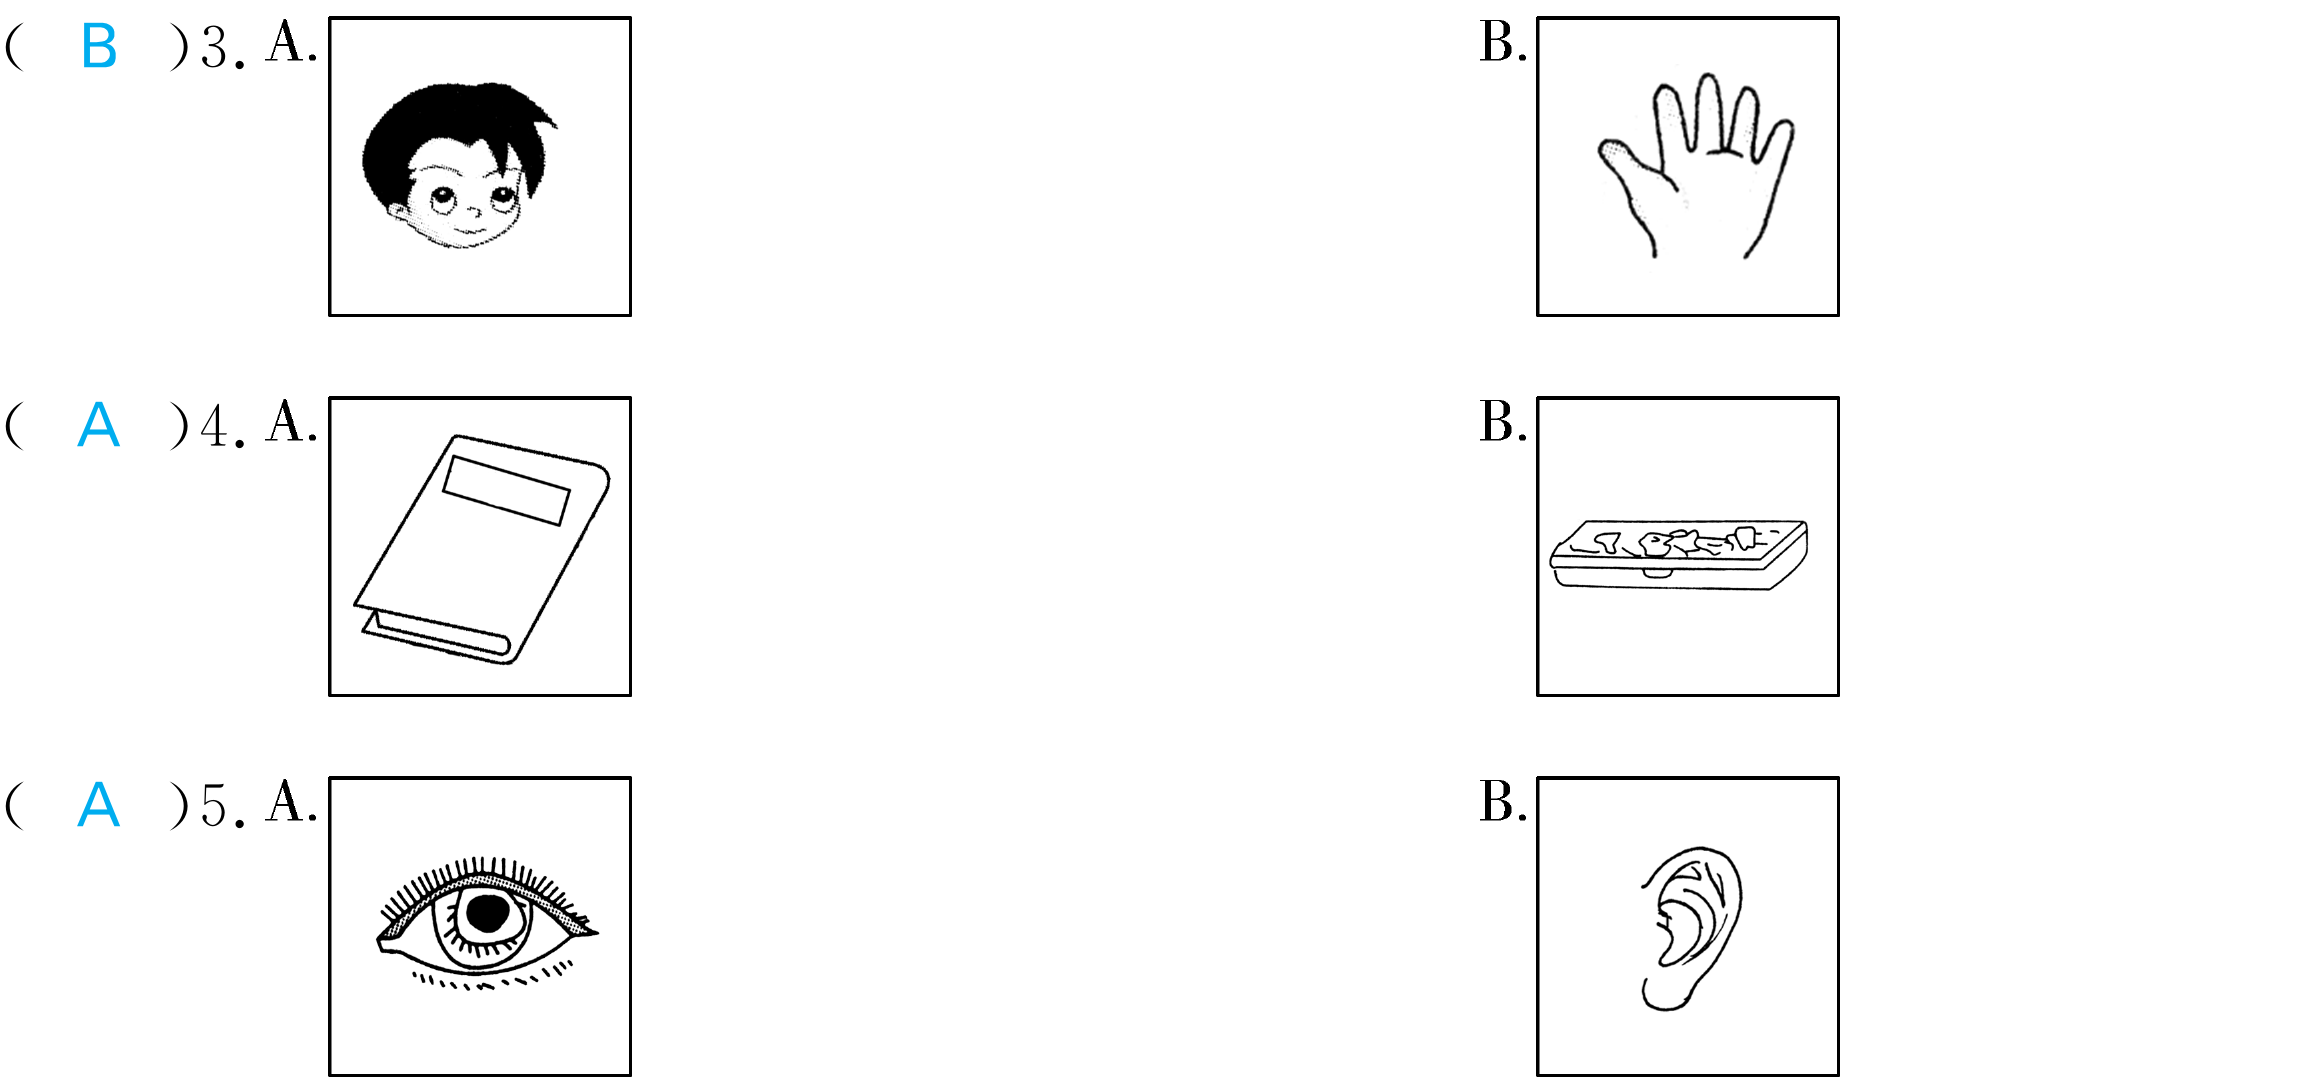 ( B )3. A. B.
( A )4. A. B.
( A )5. A. B.